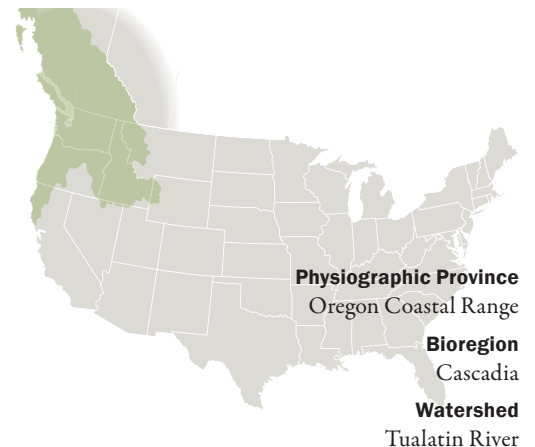 Physiographic Province
Oregon Coastal Range
Bioregion
Cascadia
Watershed
Tualatin River